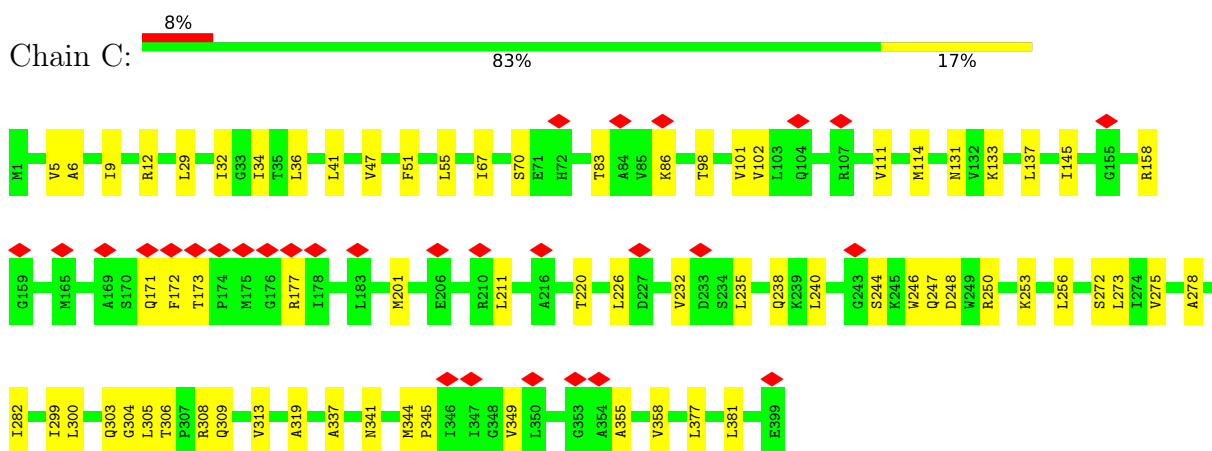 8%
Chain C:
83% 17%
M1 V5 A6 I9 R12 L29 I32 G33 I34 T35 L36 L41 V47 F51 L55 I67 S70 E71 H72 T83 A84 V85 K86 T98 V101 V102 L103 Q104 R107 V111 M114 N131 V132 K133 L137 I145 G155 R158
G159 M165 A169 S170 Q171 F172 T173 P174 M175 G176 R177 I178 L183 M201 E206 R210 L211 A216 T220 L226 D227 V232 D233 S234 L235 Q238 K239 L240 G243 S244 K245 W246 Q247 D248 W249 R250 K253 L256 S272 L273 I274 V275 A278
I282 I299 L300 Q303 G304 L305 T306 P307 R308 Q309 V313 A319 A337 N341 M344 P345 I346 I347 G348 V349 L350 G353 A354 A355 V358 L377 L381 E399